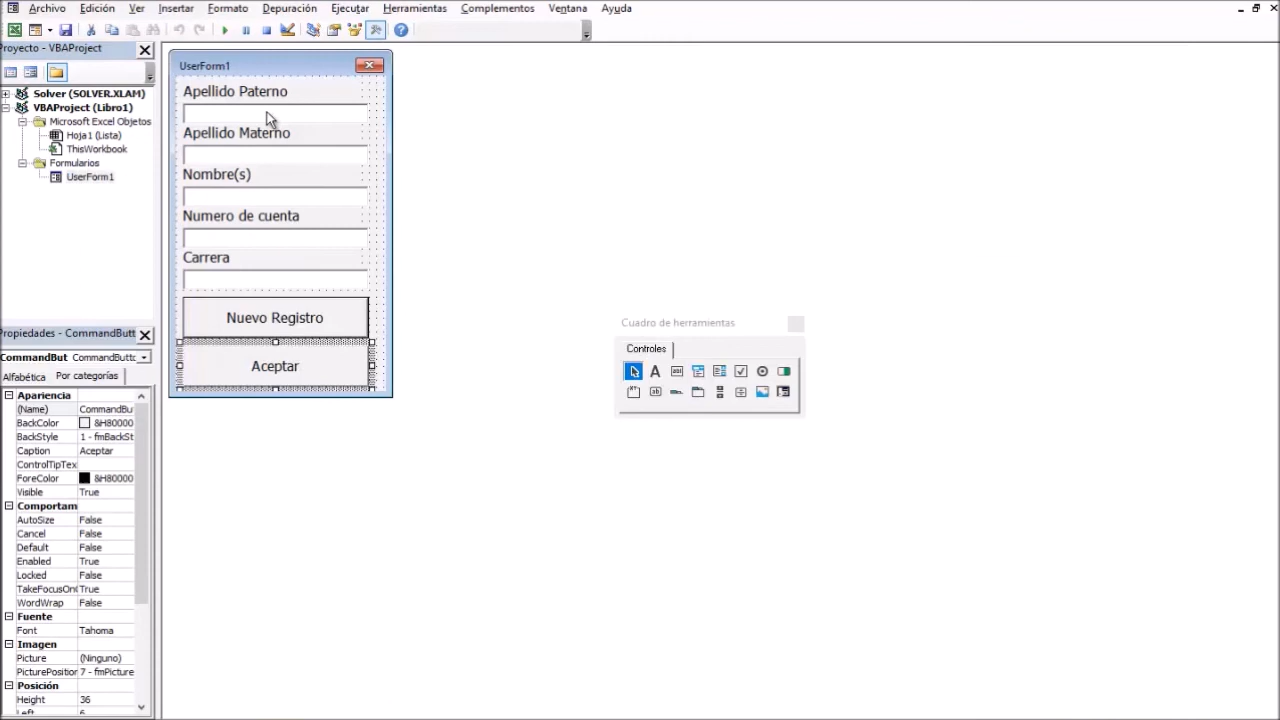 Archivo Edición Ver Insertar Formato Depuración Ejecutar Herramientas Complementos Ventana Ayuda
Proyecto - VBAProject
Solver (SOLVER.XLAM)
VBAProject (Libro1)
Microsoft Excel Objetos
Hoja1 (Lista)
ThisWorkbook
Formularios
UserForm1
UserForm1
Apellido Paterno
Apellido Materno
Nombre(s)
Numero de cuenta
Carrera
Nuevo Registro
Aceptar
Cuadro de herramientas
Controles
Propiedades - CommandButt
CommandBut CommandButtc
Alfabética Por categorías
Apariencia
(Name) CommandBu
BackColor &H80000
BackStyle 1 - fmBackSt
Caption Aceptar
ControlTipTex
ForeColor &H80000
Visible True
Comportam
AutoSize False
Cancel False
Default False
Enabled True
Locked False
TakeFocusOn True
WordWrap False
Fuente
Font Tahoma
Imagen
Picture (Ninguno)
PicturePosition 7 - fmPicture
Posición
Height 36
Left 6